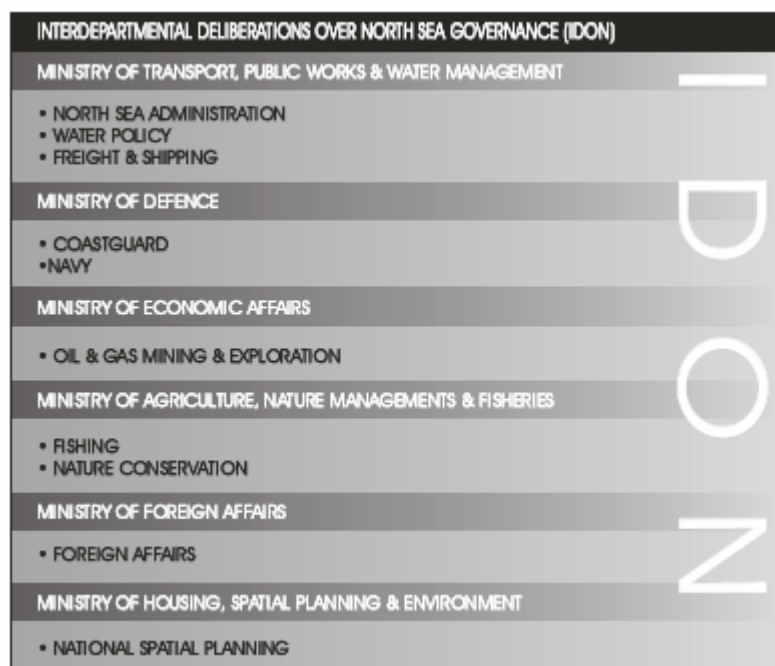 INTERDEPARTMENTAL DELIBERATIONS OVER NORTH SEA GOVERNANCE (IDON)
MINISTRY OF TRANSPORT, PUBLIC WORKS & WATER MANAGEMENT
• NORTH SEA ADMINISTRATION
• WATER POLICY
• FREIGHT & SHIPPING
MINISTRY OF DEFENCE
• COASTGUARD
•NAVY
MINISTRY OF ECONOMIC AFFAIRS
• OIL & GAS MINING & EXPLORATION
MINISTRY OF AGRICULTURE, NATURE MANAGEMENTS & FISHERIES
• FISHING
• NATURE CONSERVATION
MINISTRY OF FOREIGN AFFAIRS
• FOREIGN AFFAIRS
MINISTRY OF HOUSING, SPATIAL PLANNING & ENVIRONMENT
• NATIONAL SPATIAL PLANNING
IDON